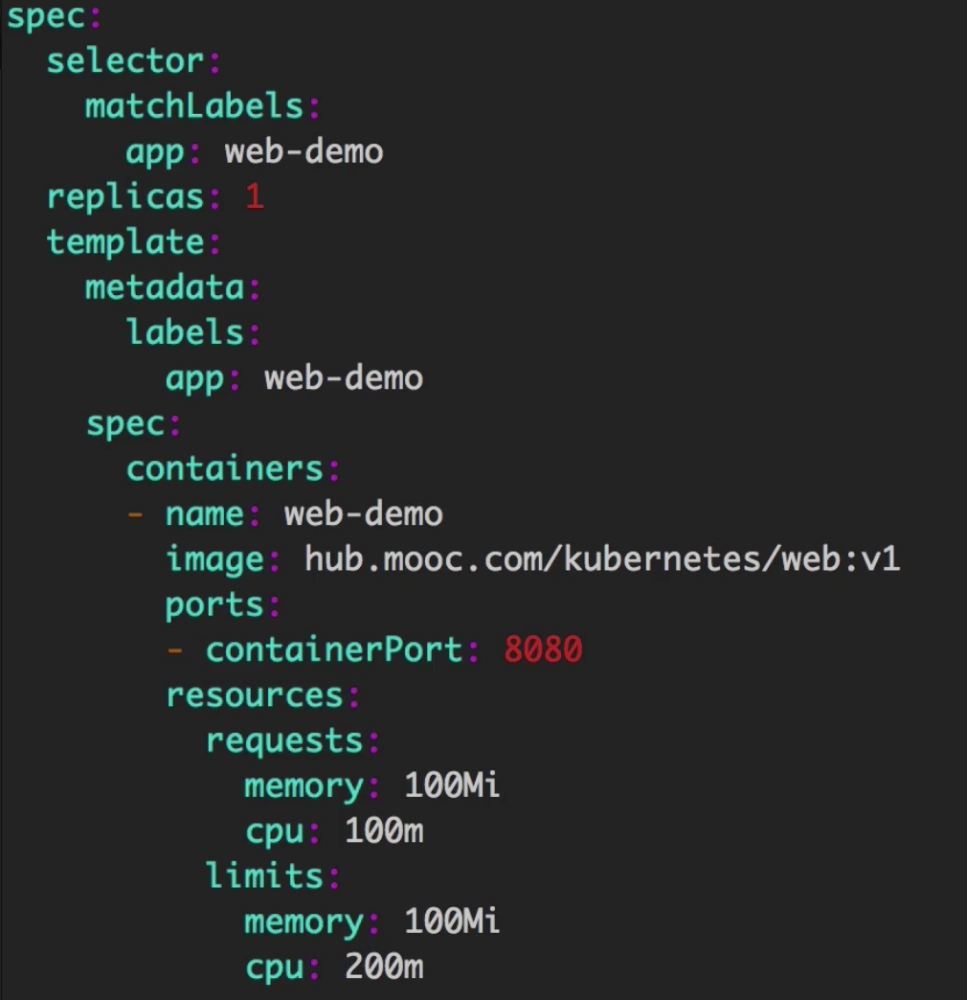 spec:
  selector:
    matchLabels:
      app: web-demo
  replicas: 1
  template:
    metadata:
      labels:
        app: web-demo
    spec:
      containers:
      - name: web-demo
        image: hub.mooc.com/kubernetes/web:v1
        ports:
        - containerPort: 8080
        resources:
          requests:
            memory: 100Mi
            cpu: 100m
          limits:
            memory: 100Mi
            cpu: 200m